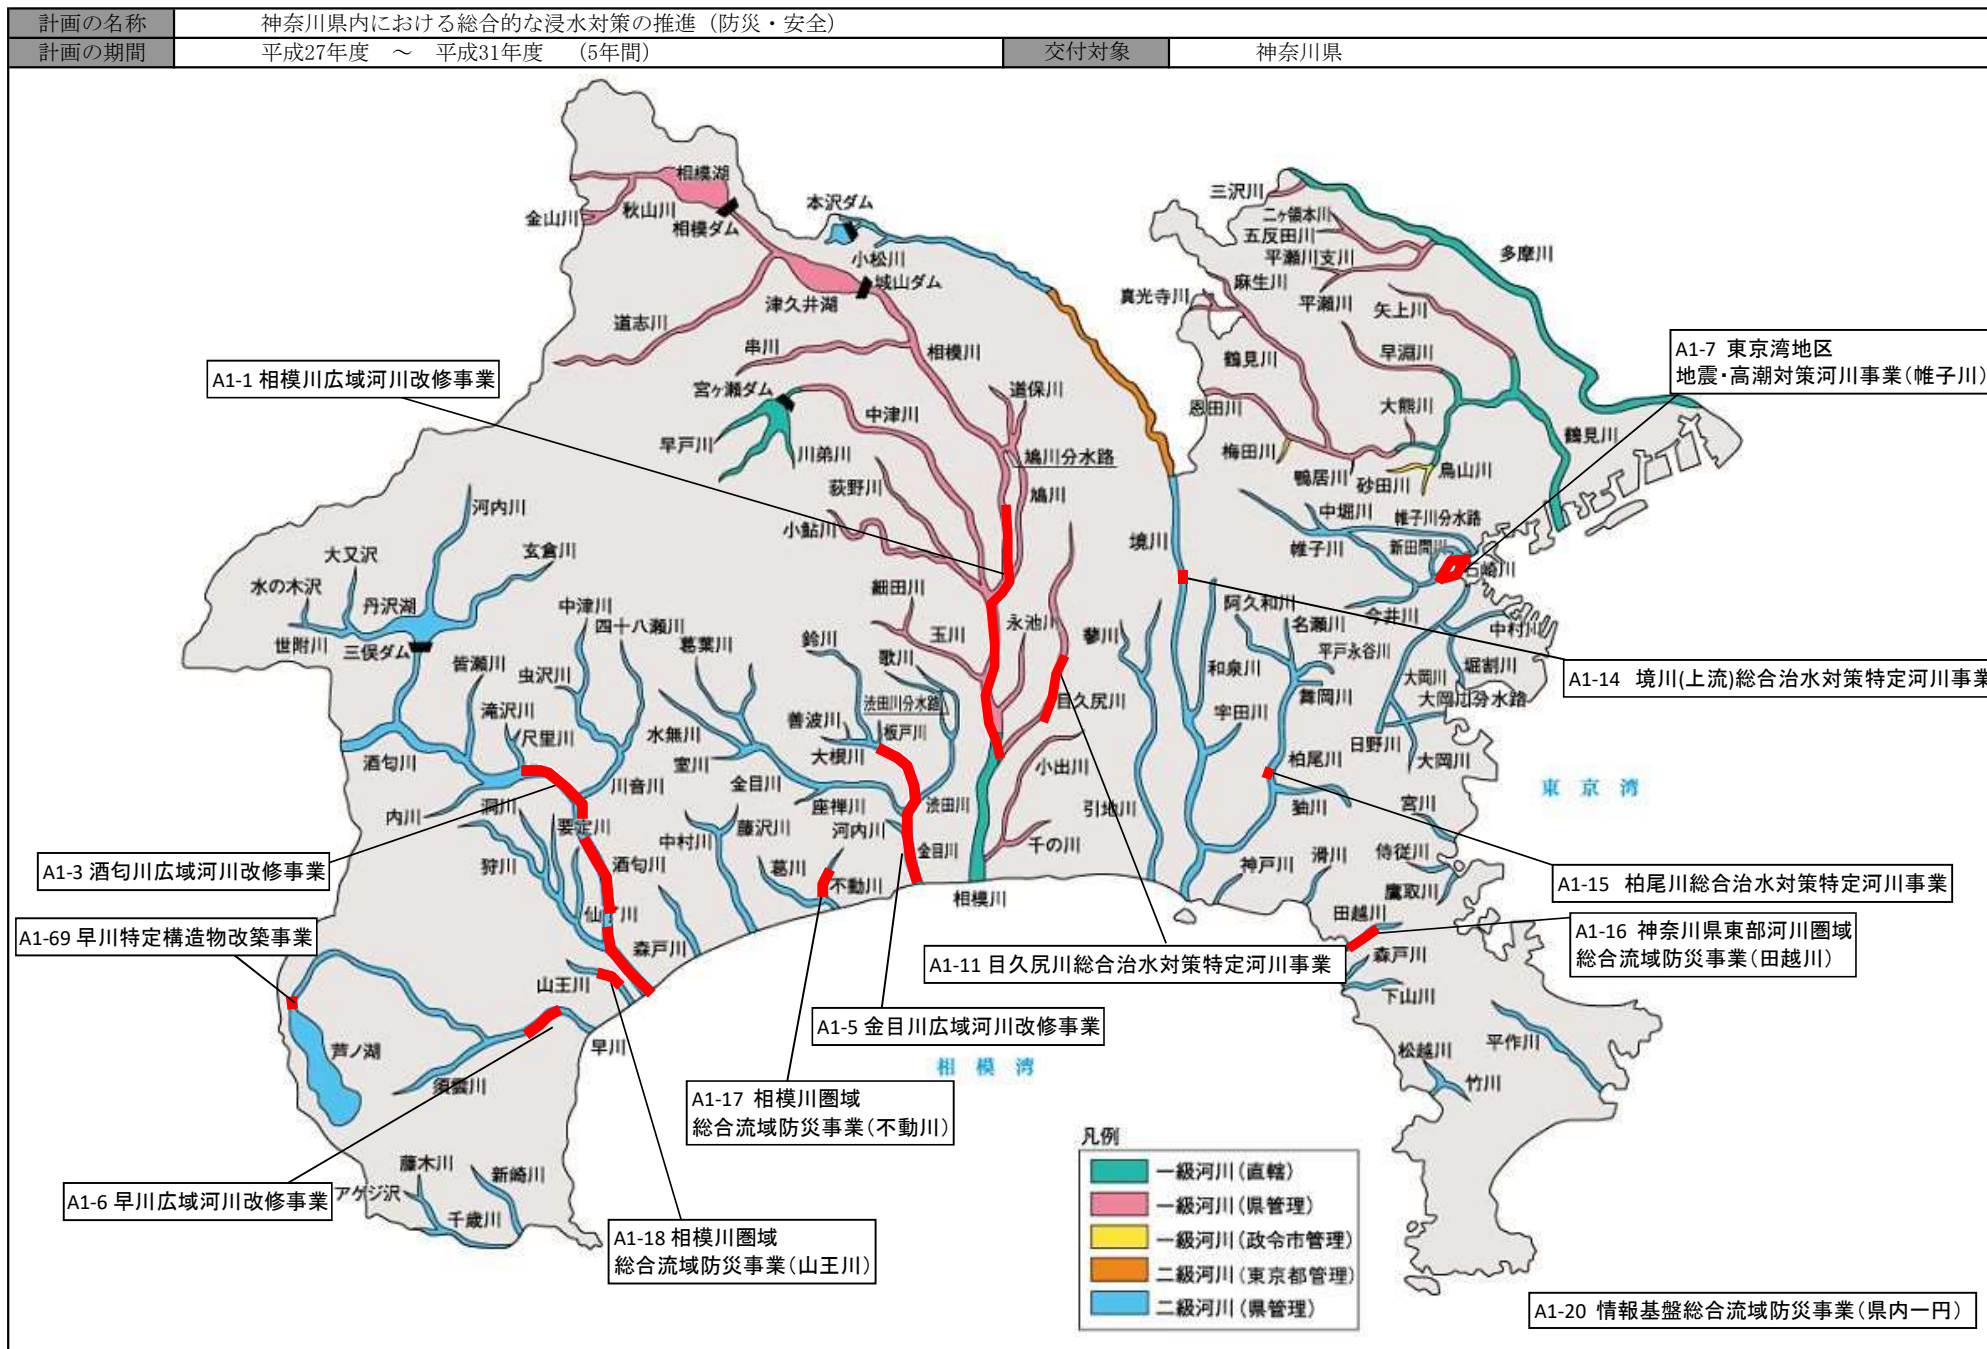 計画の名称 神奈川県内における総合的な浸水対策の推進（防災・安全）
計画の期間 平成27年度 ～ 平成31年度 （5年間） 交付対象 神奈川県
相模湖
金山川
秋山川
相模ダム
本沢ダム
小松川
城山ダム
津久井湖
道志川
串川
相模川
宮ヶ瀬ダム
中津川
道保川
早戸川
川弟川
鳩川分水路
荻野川
鳩川
小鮎川
三沢川
二ヶ領本川
五反田川
平瀬川支川
多摩川
麻生川
真光寺川
平瀬川
矢上川
鶴見川
早淵川
恩田川
大熊川
鶴見川
梅田川
鴨居川
砂田川
鳥山川
A1-7 東京湾地区
地震・高潮対策河川事業（帷子川）
A1-1 相模川広域河川改修事業
中堀川
帷子川分水路
境川
帷子川
新田間川
石崎川
河内川
大又沢
玄倉川
水の木沢
丹沢湖
世附川
三保ダム
中津川
四十八瀬川
葛葉川
皆瀬川
虫沢川
滝沢川
尺里川
鈴川
歌川
細田川
玉川
永池川
蓼川
渋田川分水路
善波川
板戸川
大根川
目久尻川
水無川
室川
金目川
座禅川
渋田川
小出川
引地川
阿久和川
名瀬川
今井川
中村川
平戸永谷川
和泉川
舞岡川
大岡川
堀割川
大岡川分水路
宇田川
日野川
大岡川
柏尾川
A1-14 境川(上流)総合治水対策特定河川事業
東京湾
酒匂川
内川
洞川
川音川
要定川
狩川
酒匂川
仙了川
中村川
藤沢川
河内川
葛川
不動川
金目川
千の川
独川
宮川
神戸川
滑川
侍従川
鷹取川
A1-3 酒匂川広域河川改修事業
A1-15 柏尾川総合治水対策特定河川事業
相模川
田越川
A1-69 早川特定構造物改築事業
森戸川
山王川
A1-11 目久尻川総合治水対策特定河川事業
A1-16 神奈川県東部河川圏域
総合流域防災事業（田越川）
森戸川
下山川
A1-5 金目川広域河川改修事業
芦ノ湖
早川
須雲川
相模湾
松越川
平作川
竹川
A1-17 相模川圏域
総合流域防災事業（不動川）
藤木川
新崎川
アゲジ沢
千歳川
A1-6 早川広域河川改修事業
A1-18 相模川圏域
総合流域防災事業（山王川）
凡例
一級河川（直轄）
一級河川（県管理）
一級河川（政令市管理）
二級河川（東京都管理）
二級河川（県管理）
A1-20 情報基盤総合流域防災事業（県内一円）